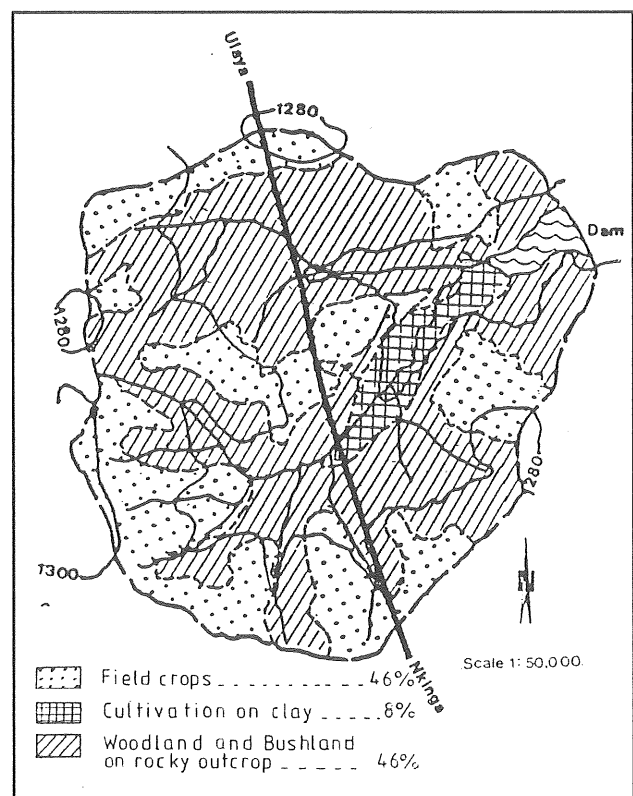 Ulaya
1280
Dam
1280
1280
1300
N
Nkinga
Scale 1: 50,000.
Field crops _ _ _ _ _ _ _ _ _ 46%
Cultivation on clay _ _ _ _ _ 8%
Woodland and Bushland
on rocky outcrop _ _ _ _ _ 46%